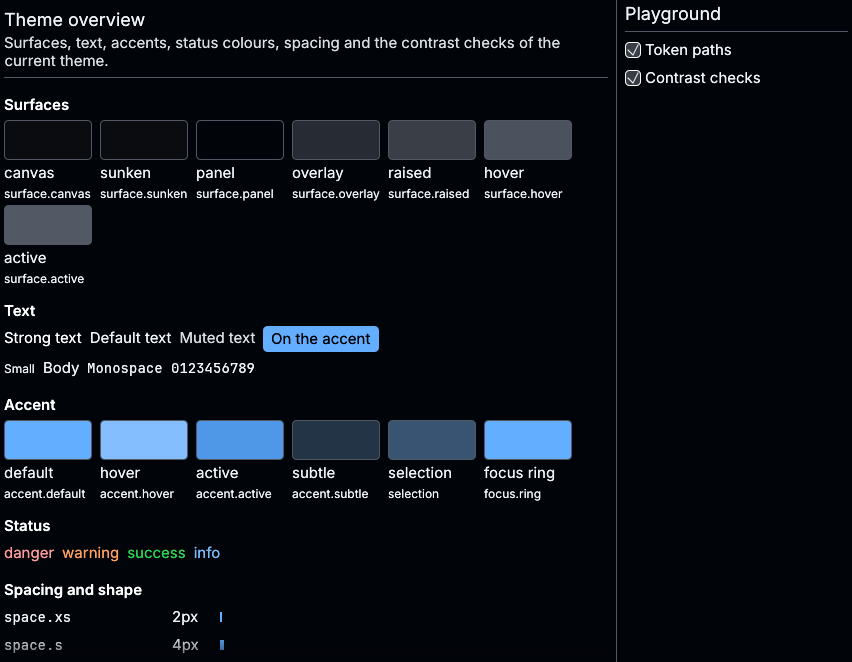 Theme overview
Surfaces, text, accents, status colours, spacing and the contrast checks of the
current theme.
Surfaces
canvas sunken panel overlay raised hover
surface.canvas surface.sunken surface.panel surface.overlay surface.raised surface.hover
active
surface.active
Text
Strong text Default text Muted text On the accent
Small Body Monospace 0123456789
Accent
default hover active subtle selection focus ring
accent.default accent.hover accent.active accent.subtle selection focus.ring
Status
danger warning success info
Spacing and shape
space.xs 2px
space.s 4px
Playground
Token paths
Contrast checks